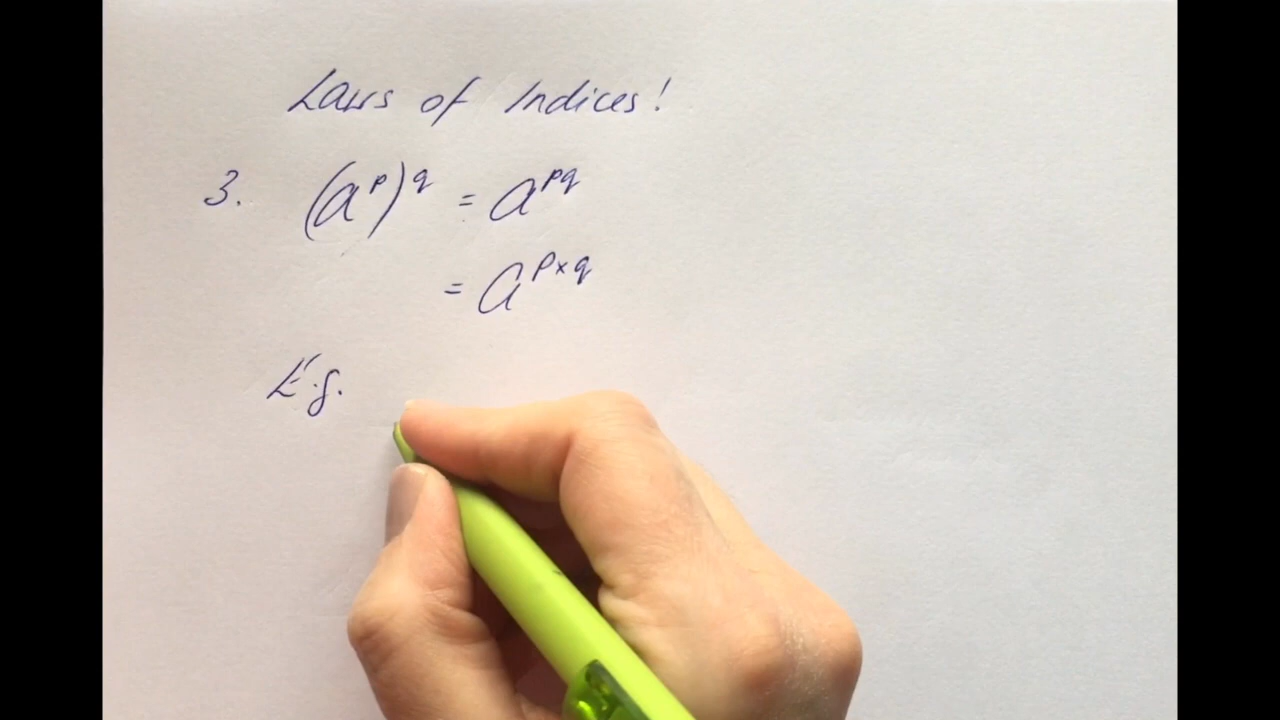 Laws of Indices!
3. (a^p)^q = a^pq
= a^p×q
E.g.